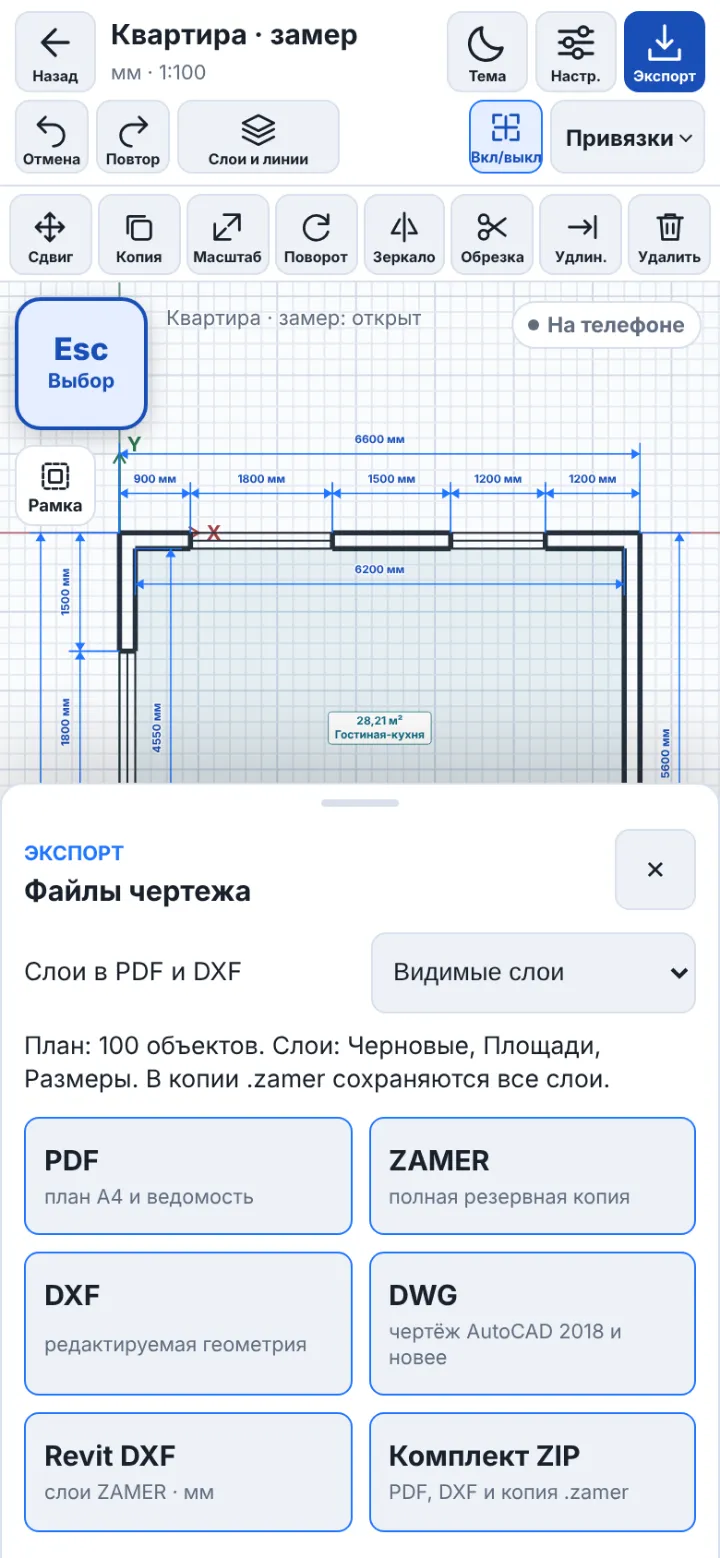 Назад
Квартира · замер
мм · 1:100
Тема
Настр.
Экспорт
Отмена
Повтор
Слои и линии
Вкл/выкл
Привязки
Сдвиг
Копия
Масштаб
Поворот
Зеркало
Обрезка
Удлин.
Удалить
Esc
Выбор
Квартира · замер: открыт
На телефоне
Рамка
Y
X
6600 мм
900 мм
1800 мм
1500 мм
1200 мм
1200 мм
6200 мм
1500 мм
1800 мм
4550 мм
28,21 м²
Гостиная-кухня
5600 мм
ЭКСПОРТ
Файлы чертежа
×
Слои в PDF и DXF
Видимые слои
План: 100 объектов. Слои: Черновые, Площади,
Размеры. В копии .zamer сохраняются все слои.
PDF
план А4 и ведомость
ZAMER
полная резервная копия
DXF
редактируемая геометрия
DWG
чертёж AutoCAD 2018 и
новее
Revit DXF
слои ZAMER · мм
Комплект ZIP
PDF, DXF и копия .zamer